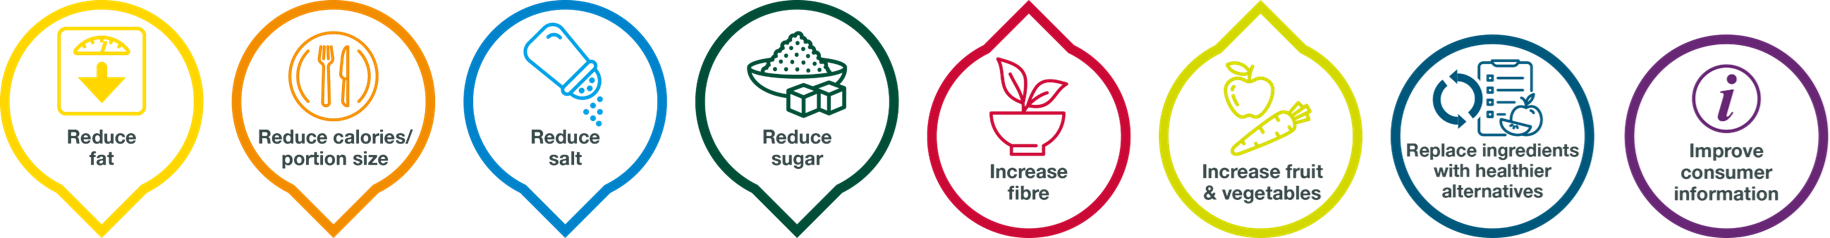 Reduce
fat
Reduce calories/
portion size
Reduce
salt
Reduce
sugar
Increase
fibre
Increase fruit
& vegetables
Replace ingredients
with healthier
alternatives
i
Improve
consumer
information